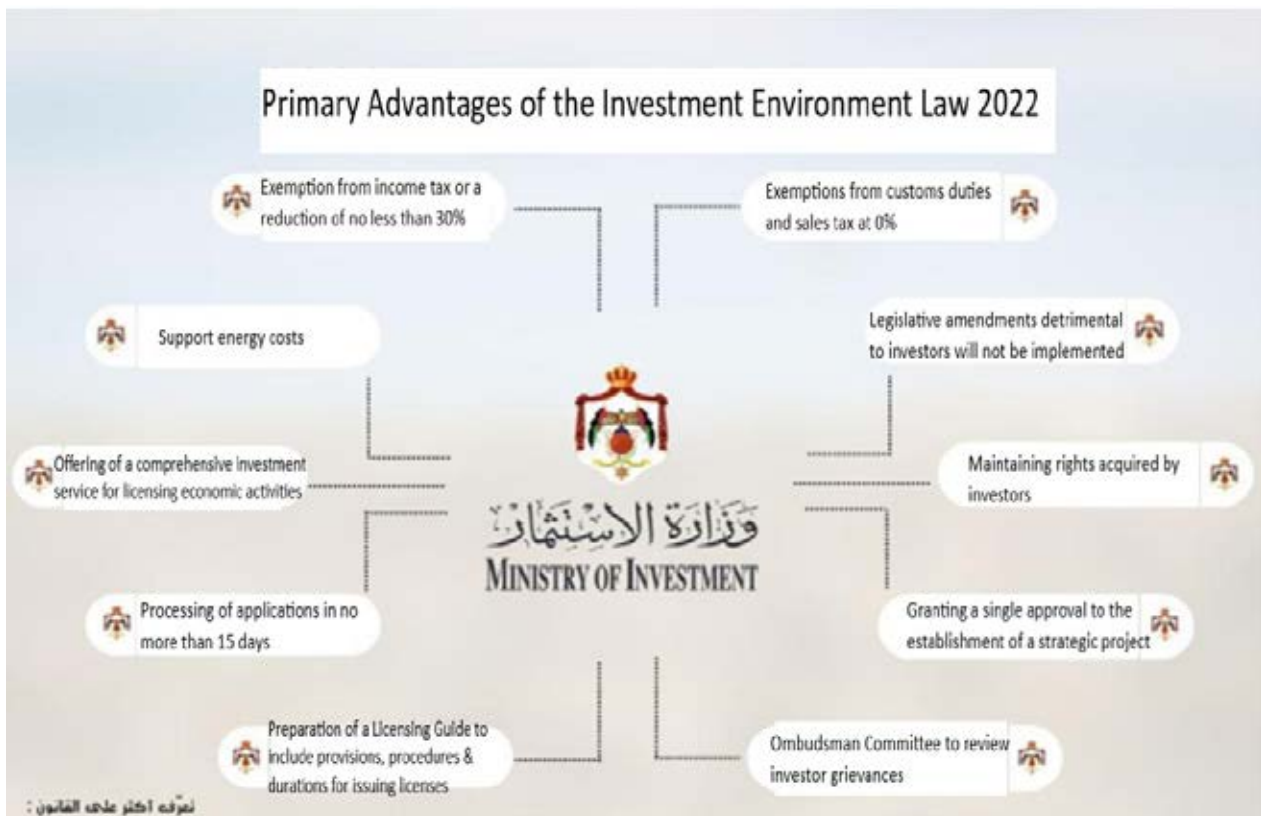 Primary Advantages of the Investment Environment Law 2022
Exemption from income tax or a
reduction of no less than 30%
Exemptions from customs duties
and sales tax at 0%
Support energy costs
Legislative amendments detrimental
to investors will not be implemented
Offering of a comprehensive investment
service for licensing economic activities
Maintaining rights acquired by
investors
وزارة الاستثمار
MINISTRY OF INVESTMENT
Processing of applications in no
more than 15 days
Granting a single approval to the
establishment of a strategic project
Preparation of a Licensing Guide to
include provisions, procedures &
durations for issuing licenses
Ombudsman Committee to review
investor grievances
تعرّف أكثر على القانون :